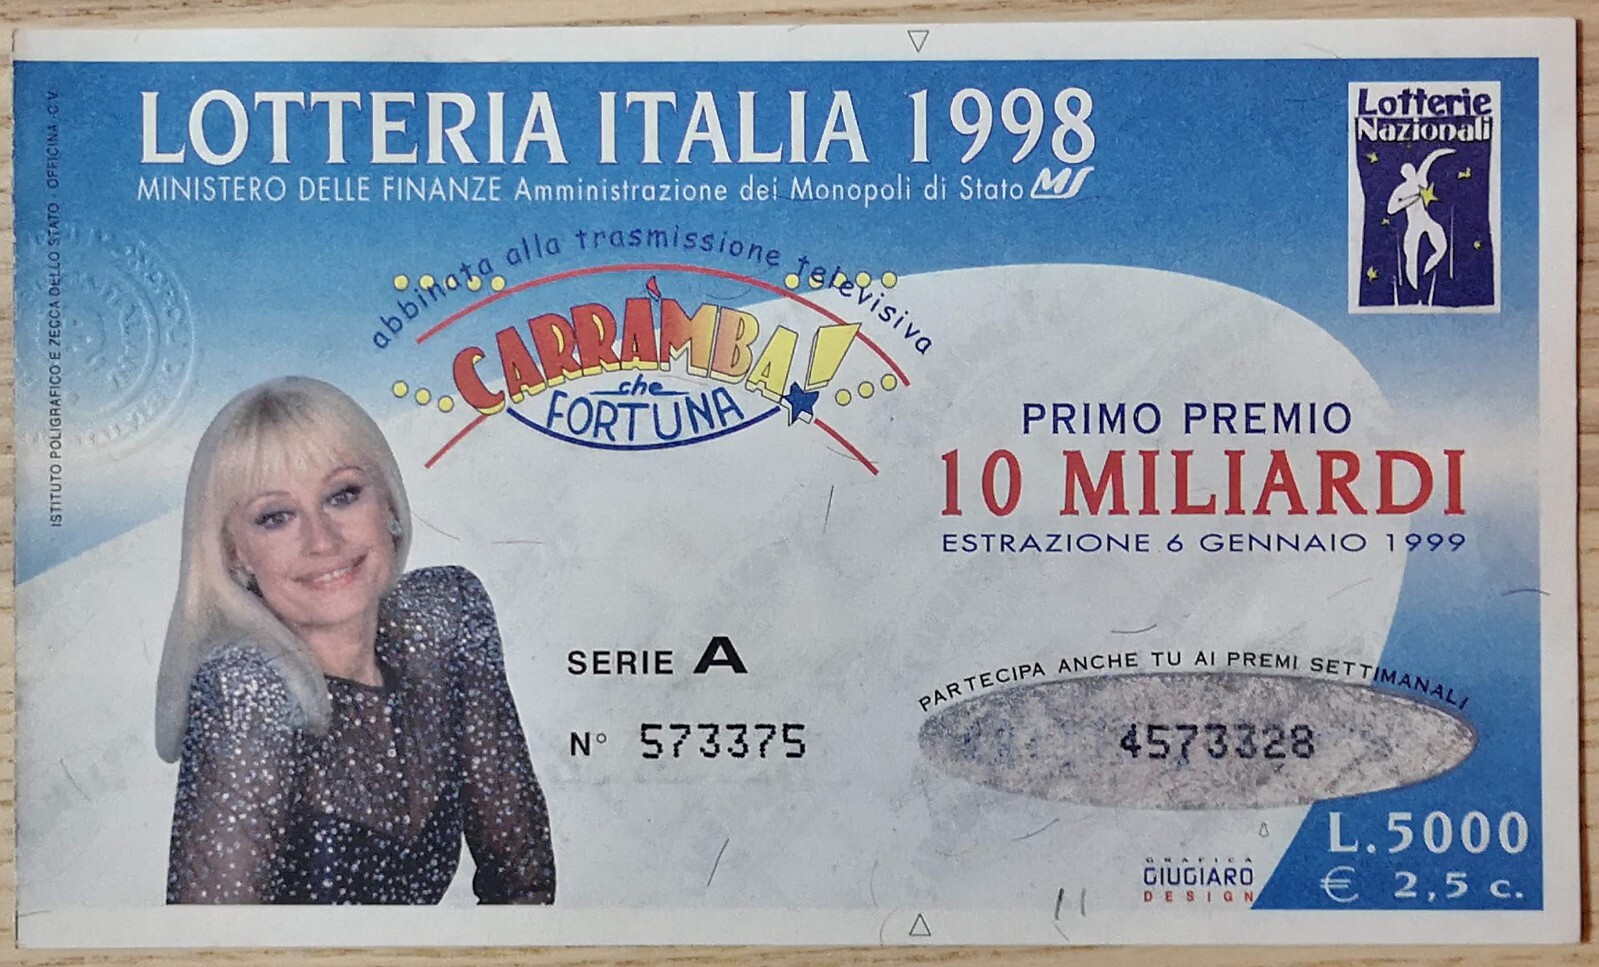 LOTTERIA ITALIA 1998
MINISTERO DELLE FINANZE Amministrazione dei Monopoli di Stato MS
Lotterie
Nazionali
abbinata alla trasmissione televisiva
CARRÀMBA!
che
FORTUNA
ISTITUTO POLIGRAFICO E ZECCA DELLO STATO OFFICINA C V
PRIMO PREMIO
10 MILIARDI
ESTRAZIONE 6 GENNAIO 1999
SERIE A
N° 573375
PARTECIPA ANCHE TU AI PREMI SETTIMANALI
4573328
L.5000
€ 2,5 c.
GRAFICA
GIUGIARO
DESIGN